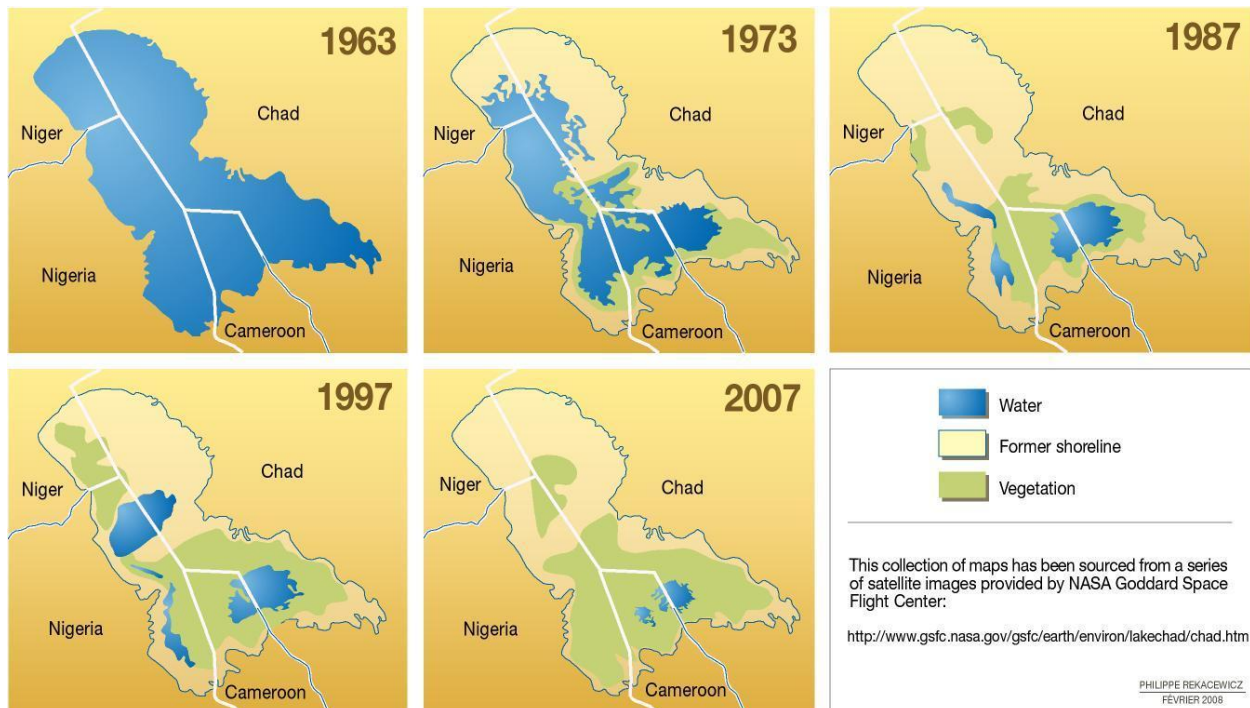 1963
Chad
Niger
Nigeria
Cameroon
1973
Chad
Niger
Nigeria
Cameroon
1987
Chad
Niger
Nigeria
Cameroon
1997
Chad
Niger
Nigeria
Cameroon
2007
Chad
Niger
Nigeria
Cameroon
Water
Former shoreline
Vegetation
This collection of maps has been sourced from a series
of satellite images provided by NASA Goddard Space
Flight Center:
http://www.gsfc.nasa.gov/gsfc/earth/environ/lakechad/chad.htm
PHILIPPE REKACEWICZ
FÉVRIER 2008